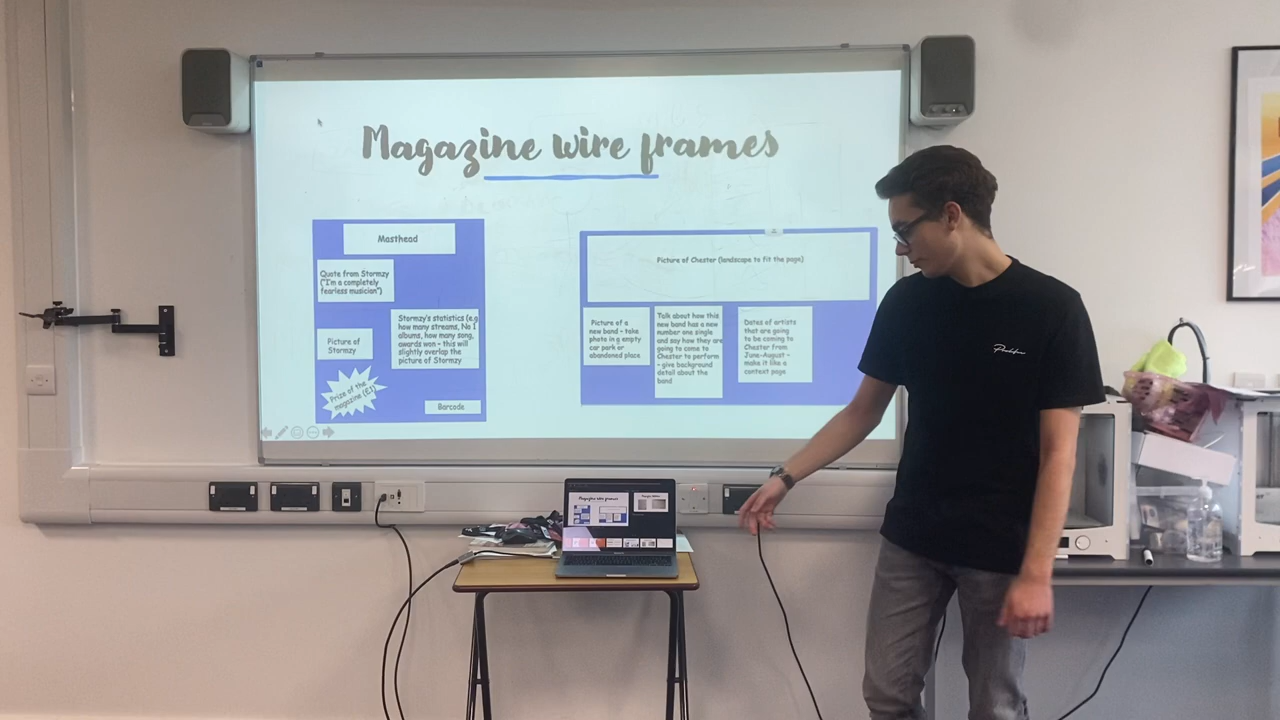 Magazine wire frames
Masthead
Quote from Stormzy
("I'm a completely
fearless musician")
Stormzy's statistics (e.g
how many streams, No 1
albums, how many song,
awards won - this will
slightly overlap the
picture of Stormzy
Picture of
Stormzy
Prize of the
magazine (£1)
Barcode
Picture of Chester (landscape to fit the page)
Picture of a
new band - take
photo in g empty
car park or
abandoned place
Talk about how this
new band has a new
number one single
and say how they are
going to come to
Chester to perform
- give background
detail about the
band
Dates of artists
that are going
to be coming to
Chester from
June-August -
make it like a
context page
Magazine wire frames